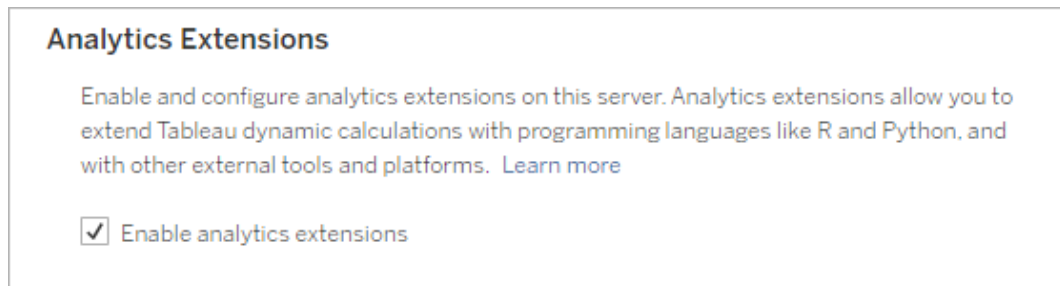 Analytics Extensions
Enable and configure analytics extensions on this server. Analytics extensions allow you to
extend Tableau dynamic calculations with programming languages like R and Python, and
with other external tools and platforms. Learn more
Enable analytics extensions